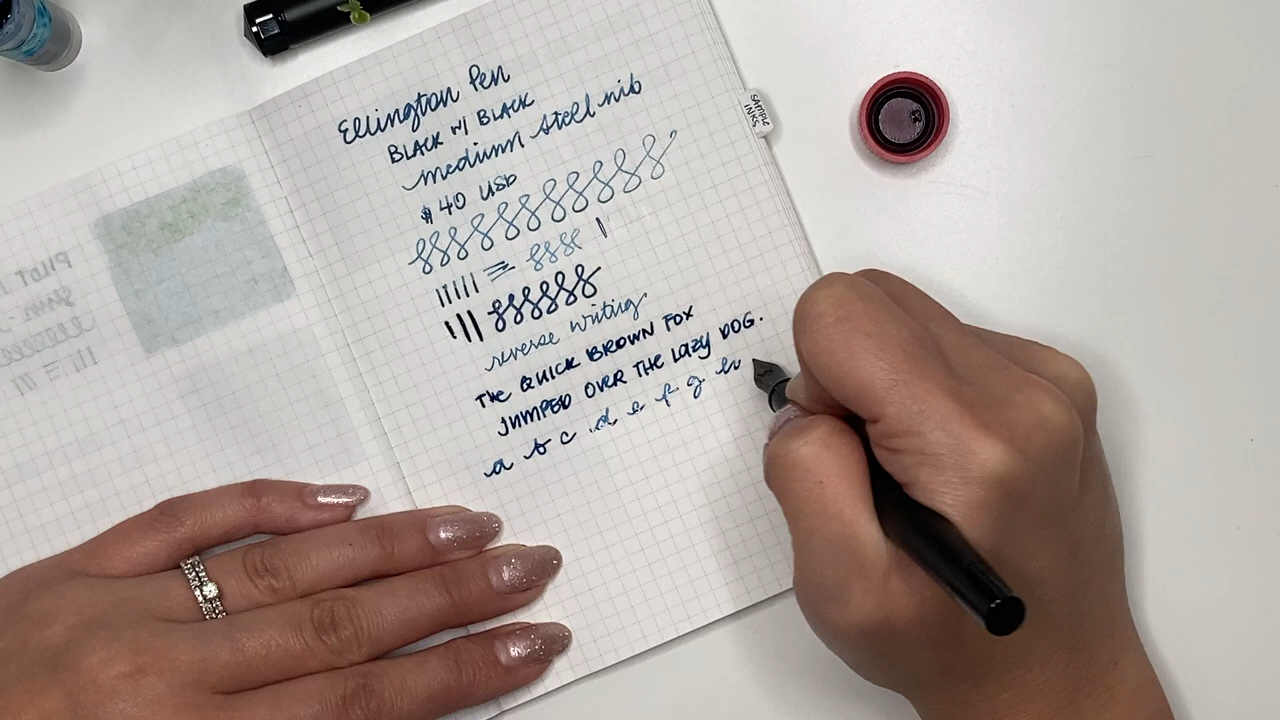 Ellington Pen
BLACK W/ BLACK
medium steel nib
$40 USD
reverse writing
THE QUICK BROWN FOX
JUMPED OVER THE LAZY DOG.
a b c d e f g h
SAMPLE
INKS
PILOT